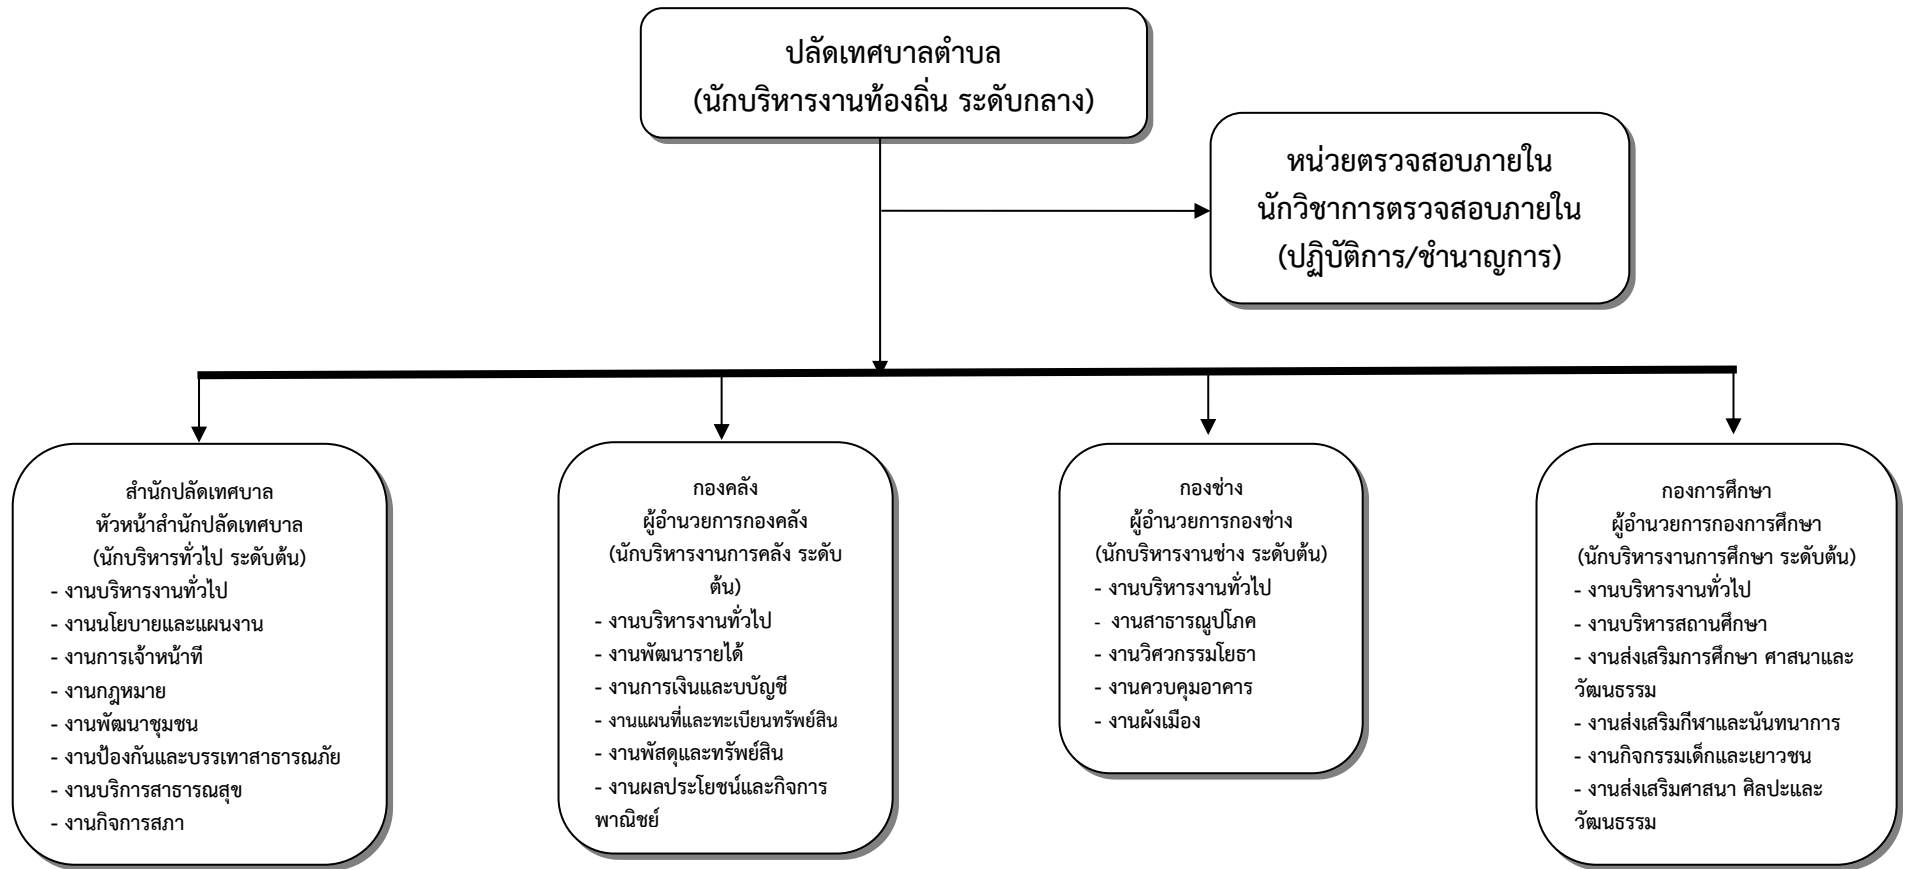 ปลัดเทศบาลตำบล
(นักบริหารงานท้องถิ่น ระดับกลาง)
หน่วยตรวจสอบภายใน
นักวิชาการตรวจสอบภายใน
(ปฏิบัติการ/ชำนาญการ)
สำนักปลัดเทศบาล
หัวหน้าสำนักปลัดเทศบาล
(นักบริหารทั่วไป ระดับต้น)
- งานบริหารงานทั่วไป
- งานนโยบายและแผนงาน
- งานการเจ้าหน้าที
- งานกฎหมาย
- งานพัฒนาชุมชน
- งานป้องกันและบรรเทาสาธารณภัย
- งานบริการสาธารณสุข
- งานกิจการสภา
กองคลัง
ผู้อำนวยการกองคลัง
(นักบริหารงานการคลัง ระดับ
ต้น)
- งานบริหารงานทั่วไป
- งานพัฒนารายได้
- งานการเงินและบบัญชี
- งานแผนที่และทะเบียนทรัพย์สิน
- งานพัสดุและทรัพย์สิน
- งานผลประโยชน์และกิจการ
พาณิชย์
กองช่าง
ผู้อำนวยการกองช่าง
(นักบริหารงานช่าง ระดับต้น)
- งานบริหารงานทั่วไป
- งานสาธารณูปโภค
- งานวิศวกรรมโยธา
- งานควบคุมอาคาร
- งานผังเมือง
กองการศึกษา
ผู้อำนวยการกองการศึกษา
(นักบริหารงานการศึกษา ระดับต้น)
- งานบริหารงานทั่วไป
- งานบริหารสถานศึกษา
- งานส่งเสริมการศึกษา ศาสนาและ
วัฒนธรรม
- งานส่งเสริมกีฬาและนันทนาการ
- งานกิจกรรมเด็กและเยาวชน
- งานส่งเสริมศาสนา ศิลปะและ
วัฒนธรรม